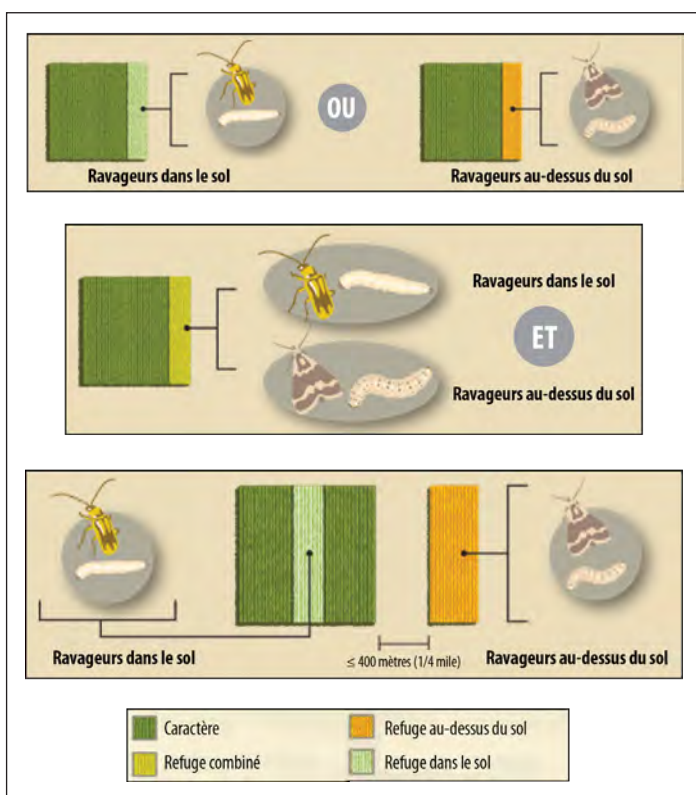 OU
Ravageurs dans le sol
Ravageurs au-dessus du sol
Ravageurs dans le sol
ET
Ravageurs au-dessus du sol
Ravageurs dans le sol
≤ 400 mètres (1/4 mile)
Ravageurs au-dessus du sol
Caractère
Refuge au-dessus du sol
Refuge combiné
Refuge dans le sol